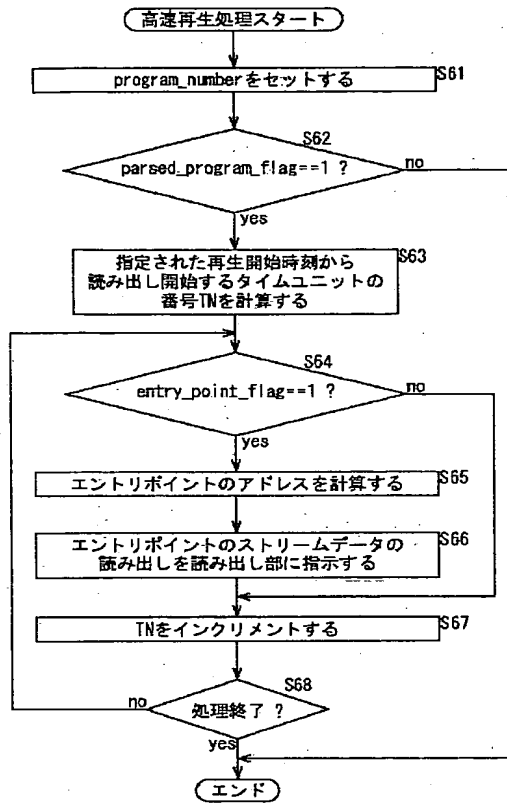 高速再生処理スタート
S61
program_numberをセットする
S62
parsed_program_flag==1 ?
no
yes
S63
指定された再生開始時刻から
読み出し開始するタイムユニットの
番号TNを計算する
S64
entry_point_flag==1 ?
no
yes
S65
エントリポイントのアドレスを計算する
S66
エントリポイントのストリームデータの
読み出しを読み出し部に指示する
S67
TNをインクリメントする
S68
no
処理終了 ?
yes
エンド